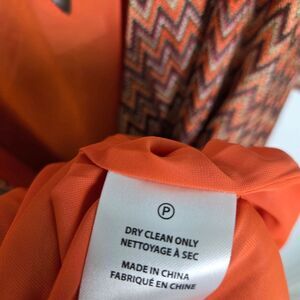 P
DRY CLEAN ONLY
NETTOYAGE À SEC
MADE IN CHINA
FABRIQUÉ EN CHINE